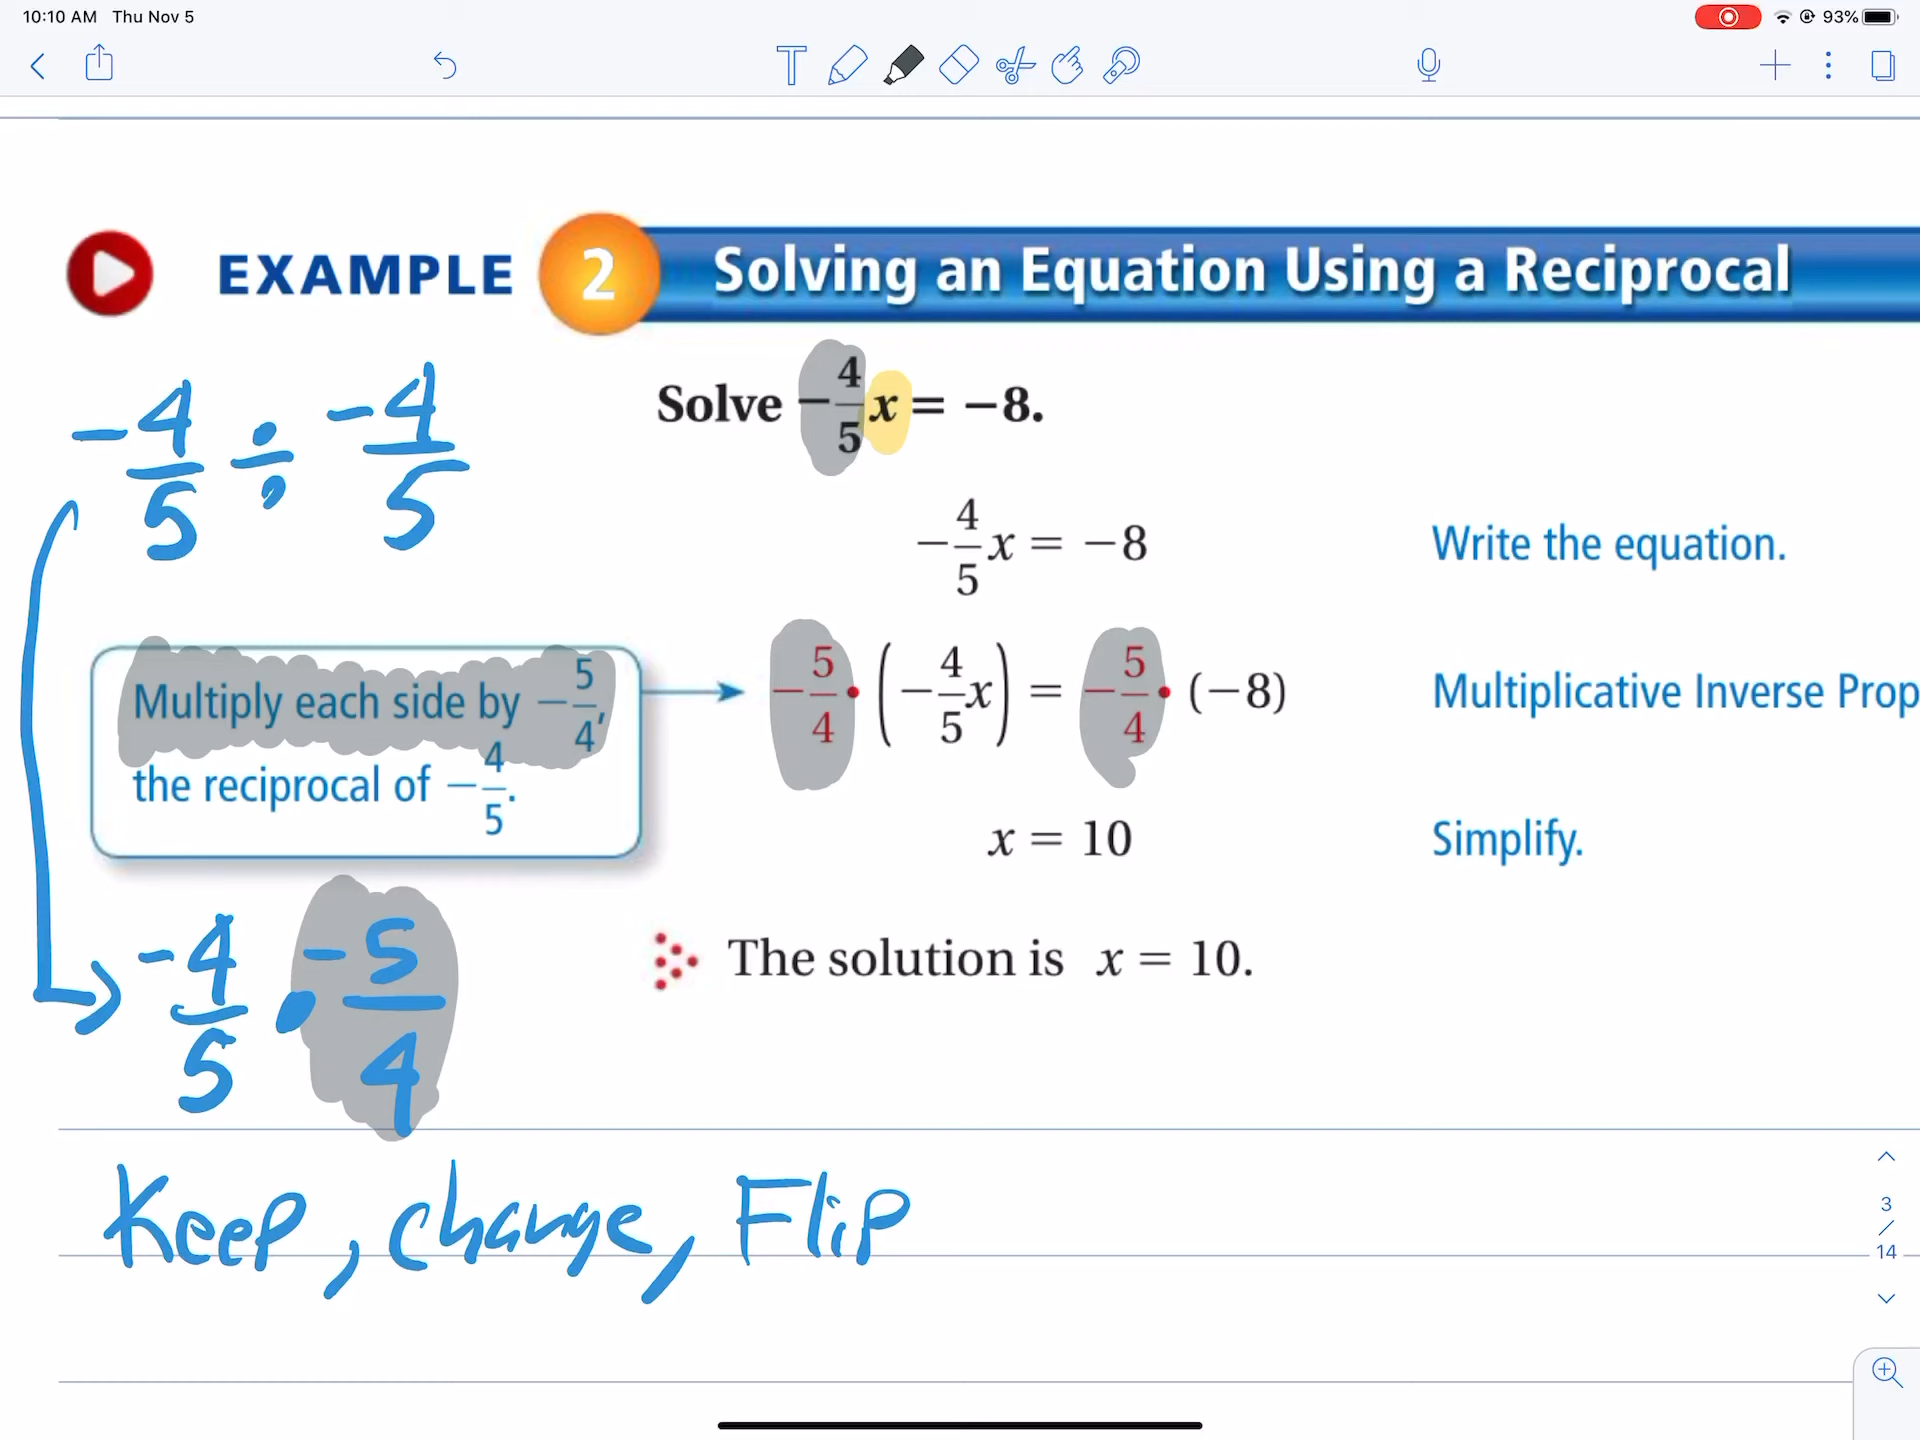 10:10 AM Thu Nov 5
93%
T
EXAMPLE 2 Solving an Equation Using a Reciprocal
Solve −4/5 x = −8.
-4/5 ÷ -4/5
−4/5 x = −8 Write the equation.
Multiply each side by −5/4,
the reciprocal of −4/5.
−5/4 • (−4/5 x) = −5/4 • (−8) Multiplicative Inverse Prop
x = 10 Simplify.
-4/5 • -5/4
The solution is x = 10.
Keep, change, Flip
3
/
14